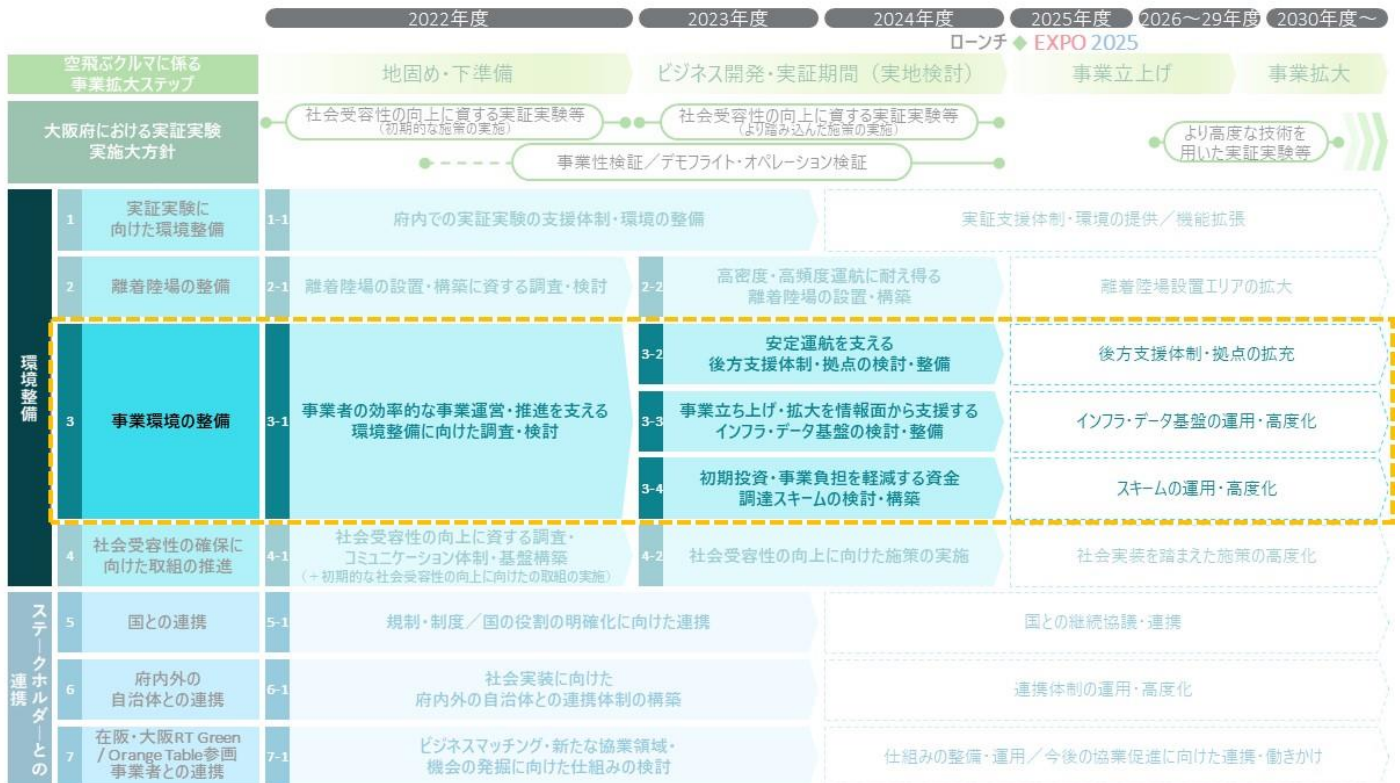 2022年度
2023年度
2024年度
2025年度
2026～29年度
2030年度～
ローンチ◆EXPO 2025
空飛ぶクルマに係る
事業拡大ステップ
地固め・下準備
ビジネス開発・実証期間（実地検討）
事業立上げ
事業拡大
大阪府における実証実験
実施大方針
社会受容性の向上に資する実証実験等
（初期的な施策の実施）
社会受容性の向上に資する実証実験等
（より踏み込んだ施策の実施）
事業性検証／デモフライト・オペレーション検証
より高度な技術を
用いた実証実験等
環境整備
1
実証実験に
向けた環境整備
1-1
府内での実証実験の支援体制・環境の整備
実証支援体制・環境の提供／機能拡張
2
離着陸場の整備
2-1
離着陸場の設置・構築に資する調査・検討
2-2
高密度・高頻度運航に耐え得る
離着陸場の設置・構築
離着陸場設置エリアの拡大
3
事業環境の整備
3-1
事業者の効率的な事業運営・推進を支える
環境整備に向けた調査・検討
3-2
安定運航を支える
後方支援体制・拠点の検討・整備
後方支援体制・拠点の拡充
3-3
事業立ち上げ・拡大を情報面から支援する
インフラ・データ基盤の検討・整備
インフラ・データ基盤の運用・高度化
3-4
初期投資・事業負担を軽減する資金
調達スキームの検討・構築
スキームの運用・高度化
4
社会受容性の確保に
向けた取組の推進
4-1
社会受容性の向上に資する調査・
コミュニケーション体制・基盤構築
（＋初期的な社会受容性の向上に向けたの取組の実施）
4-2
社会受容性の向上に向けた施策の実施
社会実装を踏まえた施策の高度化
ステークホルダーとの
連携
5
国との連携
5-1
規制・制度／国の役割の明確化に向けた連携
国との継続協議・連携
6
府内外の
自治体との連携
6-1
社会実装に向けた
府内外の自治体との連携体制の構築
連携体制の運用・高度化
7
在阪・大阪RT Green
/ Orange Table参画
事業者との連携
7-1
ビジネスマッチング・新たな協業領域・
機会の発掘に向けた仕組みの検討
仕組みの整備・運用／今後の協業促進に向けた連携・働きかけ